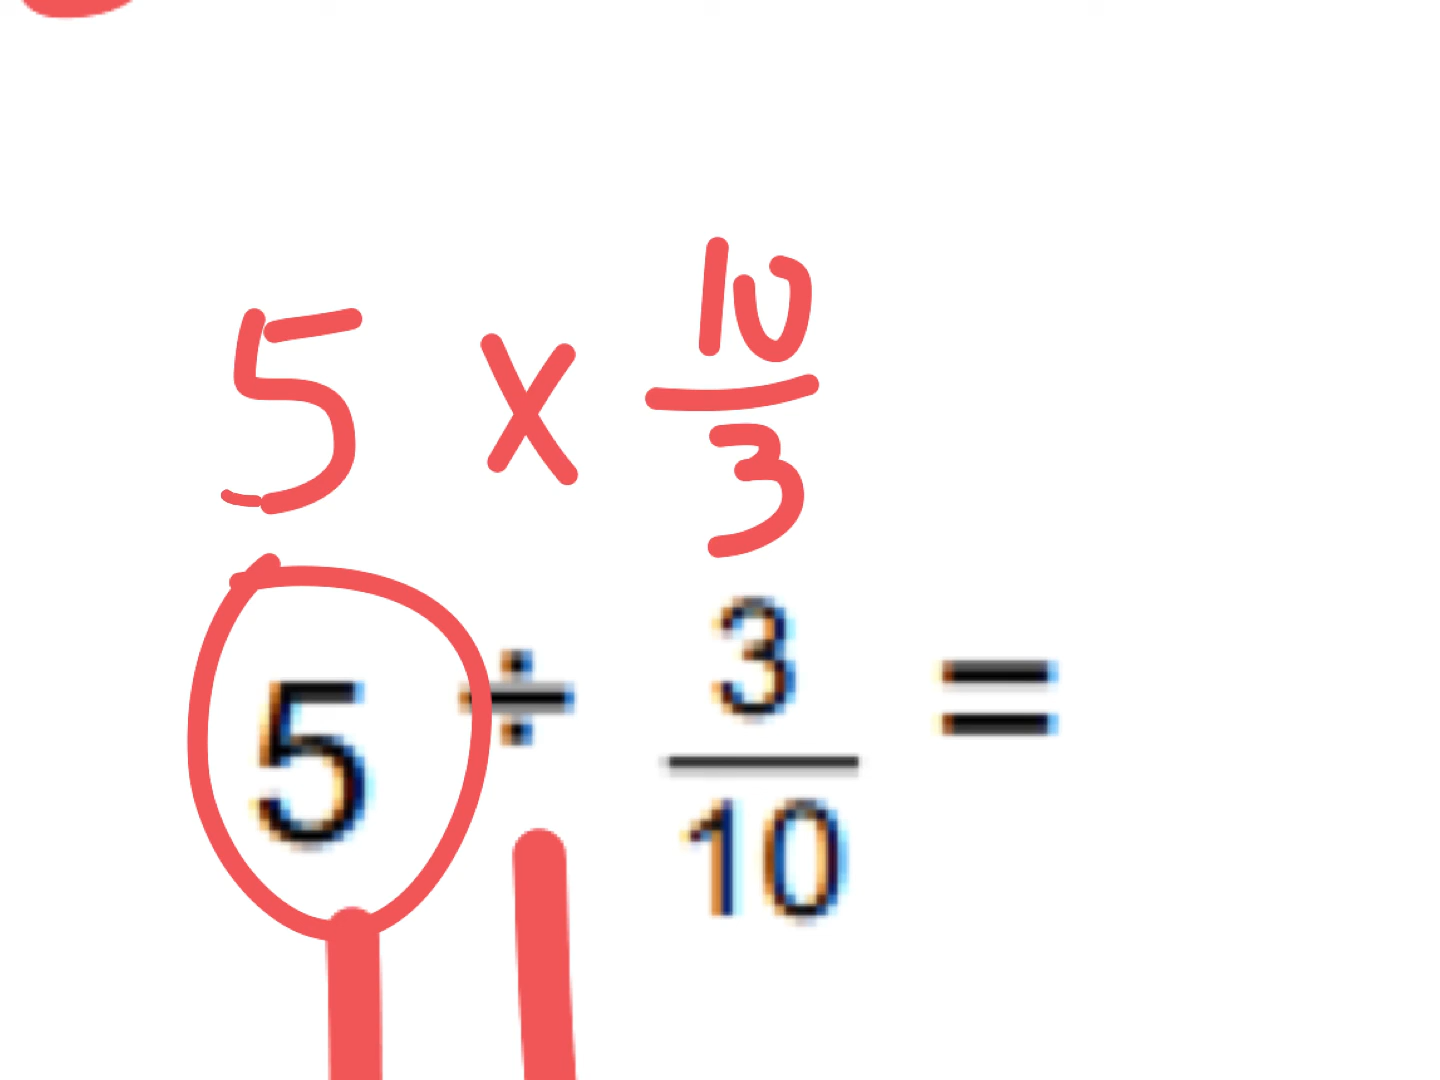 5 x 10/3
5 ÷ 3/10 =